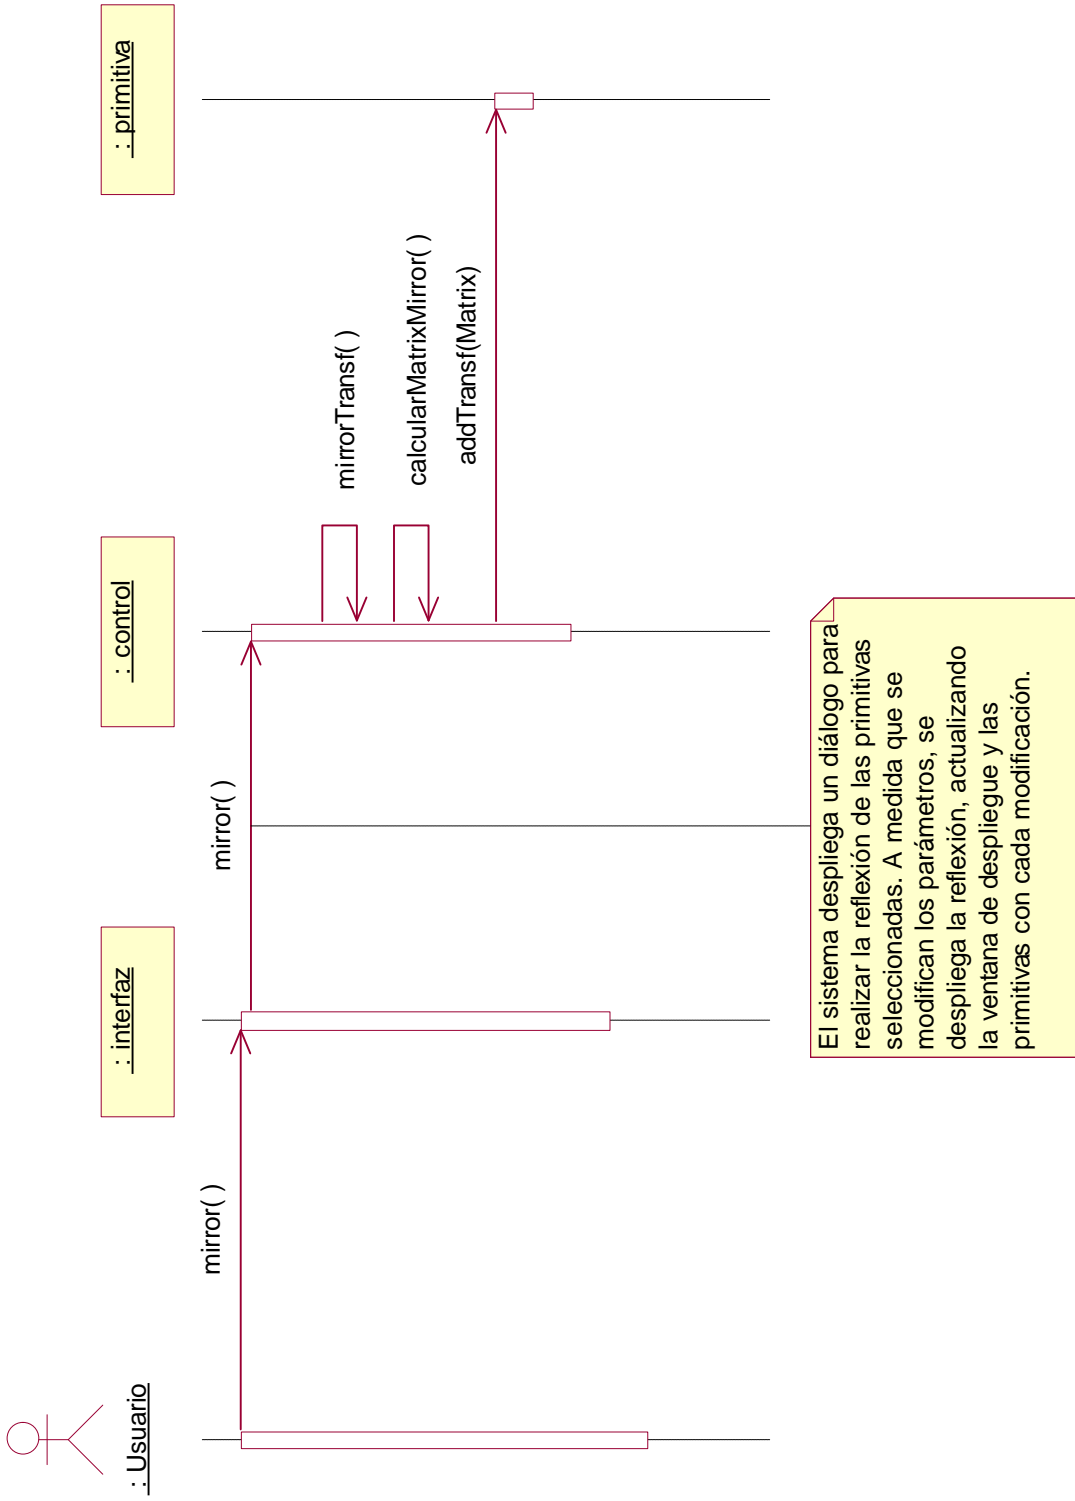 : Usuario
: interfaz
: control
: primitiva
mirror( )
mirror( )
mirrorTransf( )
calcularMatrixMirror( )
addTransf(Matrix)
El sistema despliega un diálogo para
realizar la reflexión de las primitivas
seleccionadas. A medida que se
modifican los parámetros, se
despliega la reflexión, actualizando
la ventana de despliegue y las
primitivas con cada modificación.